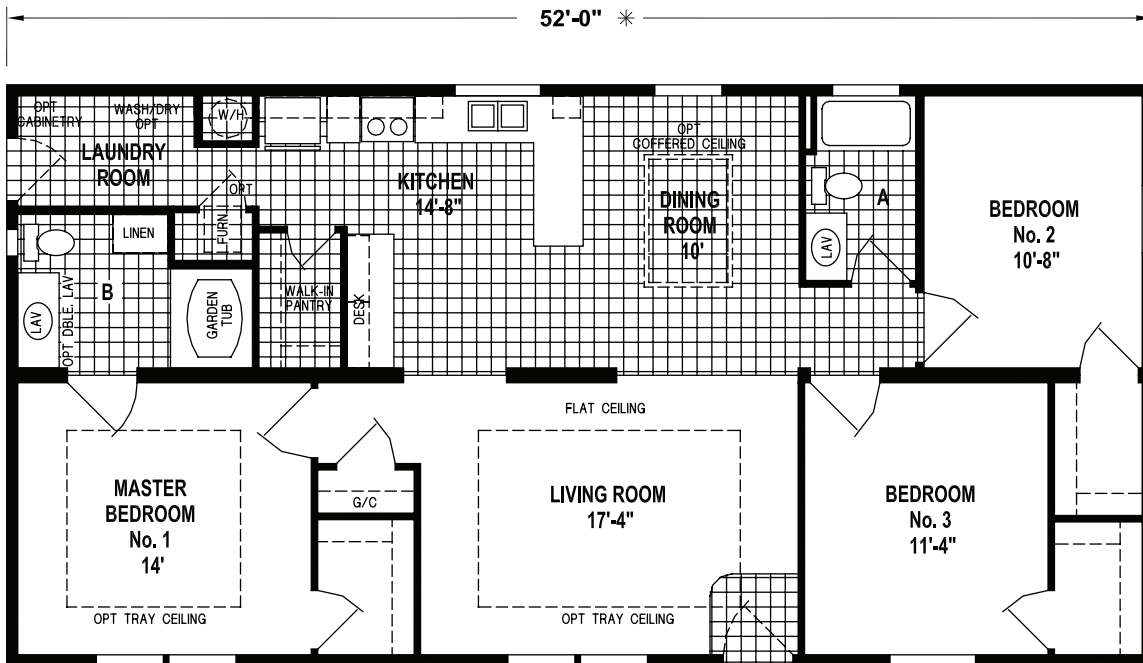 52'-0" ✳
OPT
CABINETRY
WASH/DRY
OPT
W/H
LAUNDRY
ROOM
OPT
FURN.
KITCHEN
14'-8"
OPT
COFFERED CEILING
DINING
ROOM
10'
A
LAV
BEDROOM
No. 2
10'-8"
LINEN
B
LAV
OPT DBLE. LAV
GARDEN
TUB
WALK-IN
PANTRY
DESK
FLAT CEILING
MASTER
BEDROOM
No. 1
14'
OPT TRAY CEILING
G/C
LIVING ROOM
17'-4"
OPT TRAY CEILING
BEDROOM
No. 3
11'-4"